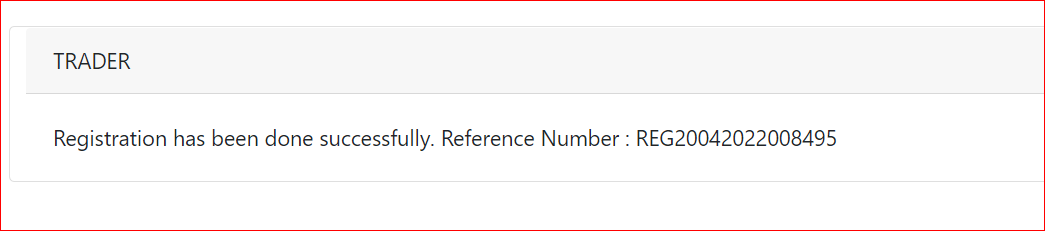 TRADER
Registration has been done successfully. Reference Number : REG20042022008495